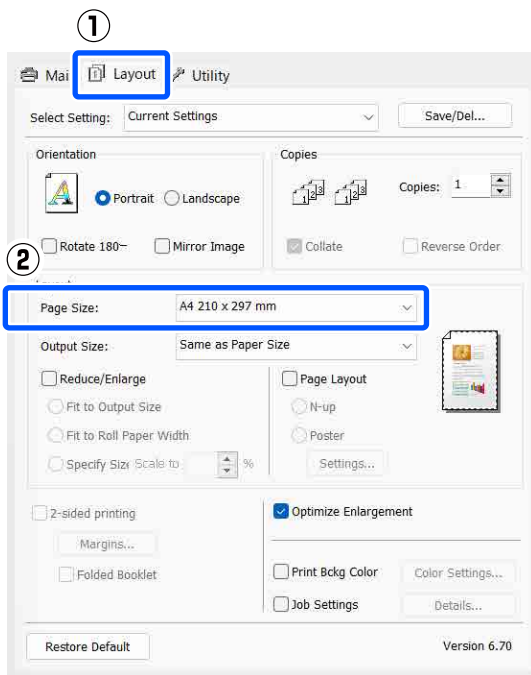 ①
Mai Layout Utility
Select Setting: Current Settings Save/Del...
Orientation Copies
Portrait Landscape Copies: 1
Rotate 180 Mirror Image Collate Reverse Order
②
Page Size: A4 210 x 297 mm
Output Size: Same as Paper Size
Reduce/Enlarge Page Layout
Fit to Output Size N-up
Fit to Roll Paper Width Poster
Specify Size Scale to % Settings...
2-sided printing Optimize Enlargement
Margins...
Folded Booklet Print Bckg Color Color Settings...
Job Settings Details...
Restore Default Version 6.70